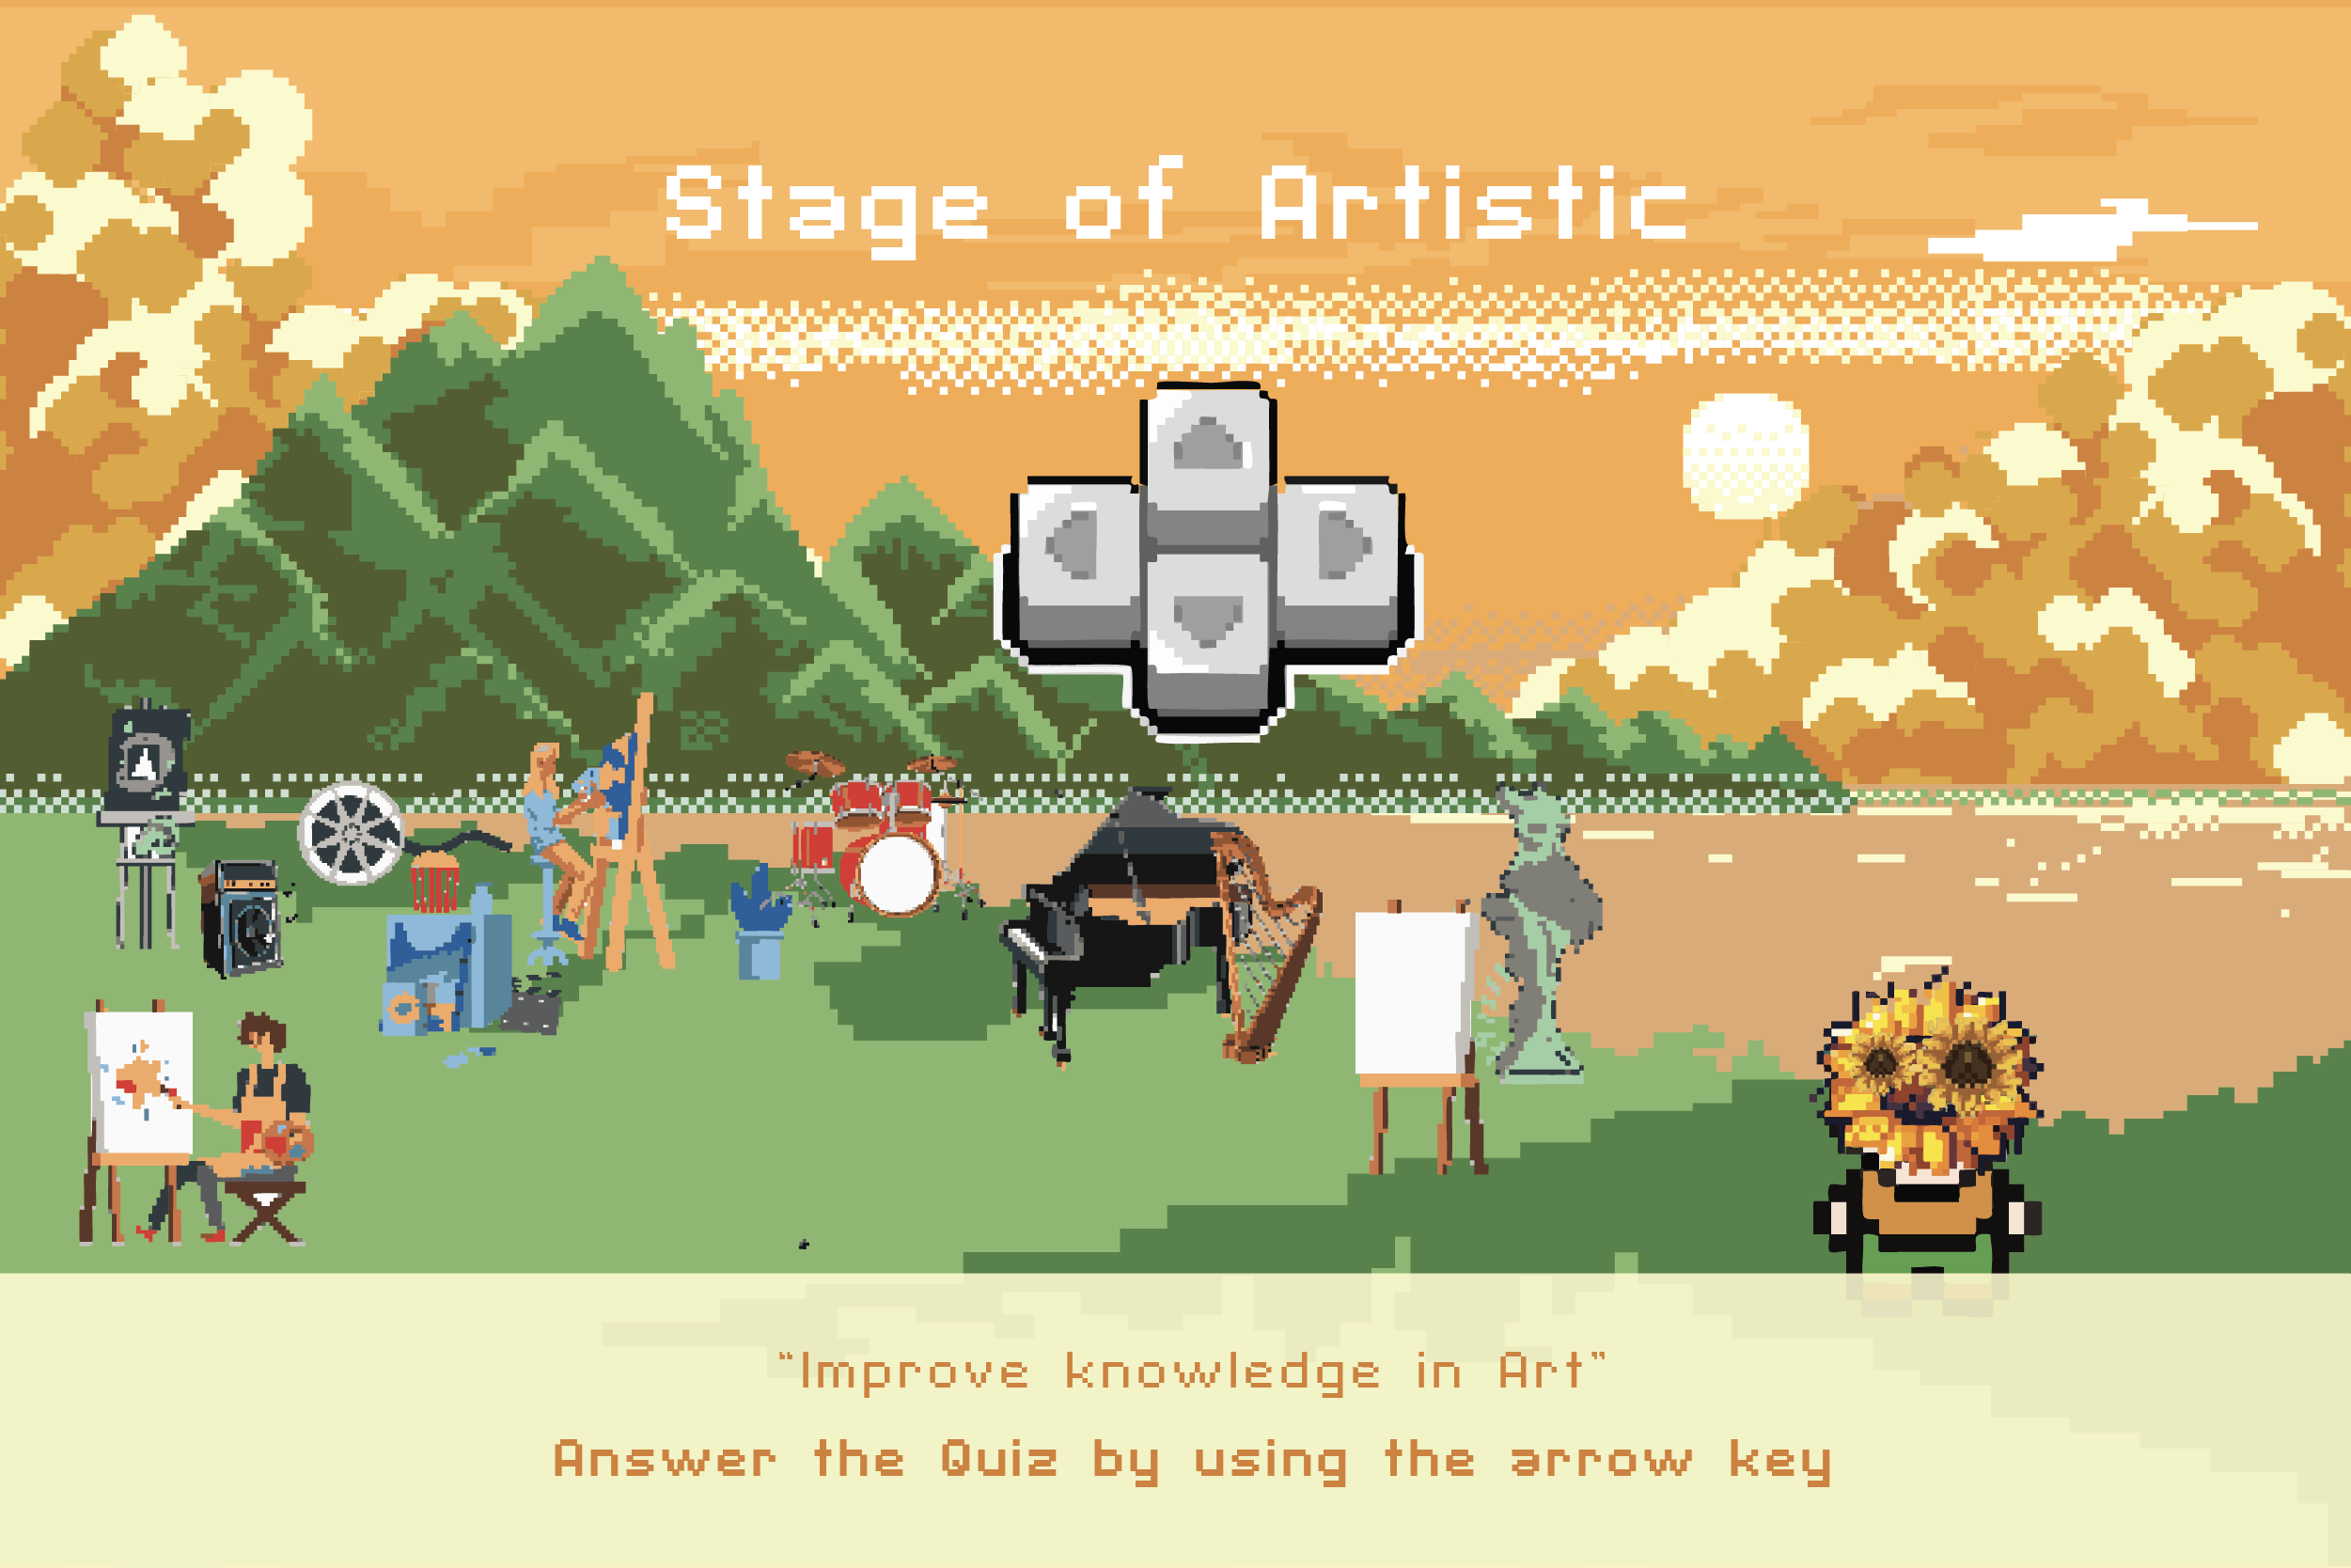 Stage of Artistic
“Improve knowledge in Art”
Answer the Quiz by using the arrow key